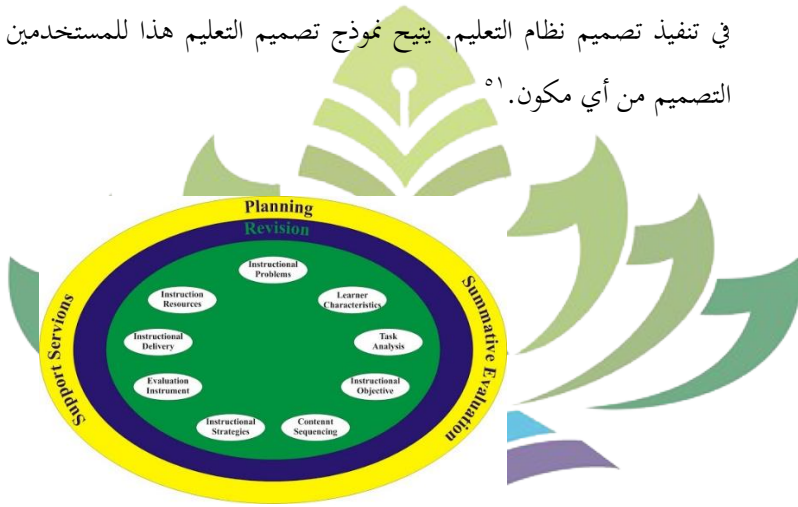 في تنفيذ تصميم نظام التعليم. يتيح نموذج تصميم التعليم هذا للمستخدمين
التصميم من أي مكون.٥١
Planning
Revision
Instructional
Problems
Instruction
Resources
Learner
Characteristics
Instructional
Delivery
Task
Analysis
Evaluation
Instrument
Instructional
Objective
Instructional
Strategies
Contennt
Sequencing
Support Servions
Summative Evaluation